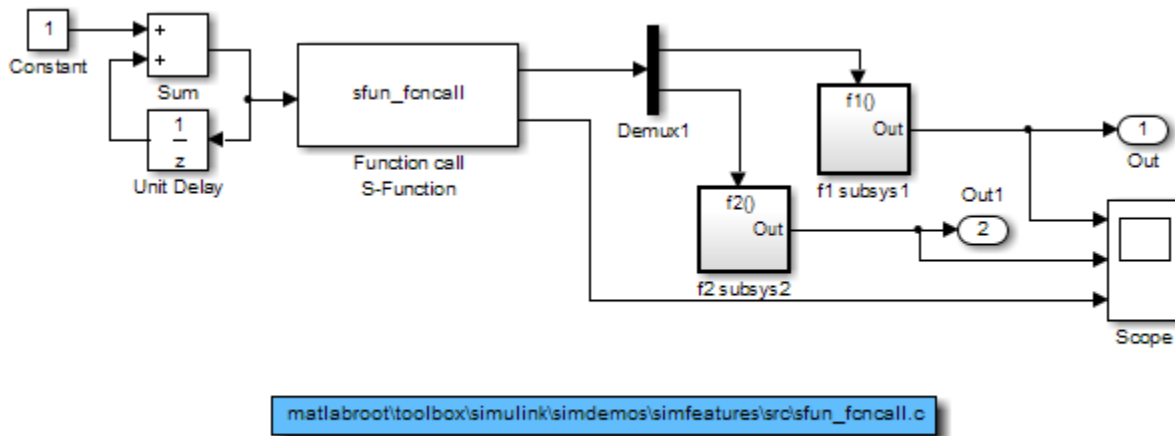 1
Constant
+
+
Sum
1
z
Unit Delay
sfun_fcncall
Function call
S-Function
Demux1
f1()
Out
f1 subsys1
f2()
Out
f2 subsys2
1
Out
Out1
2
Scope
matlabroot\toolbox\simulink\simdemos\simfeatures\src\sfun_fcncall.c